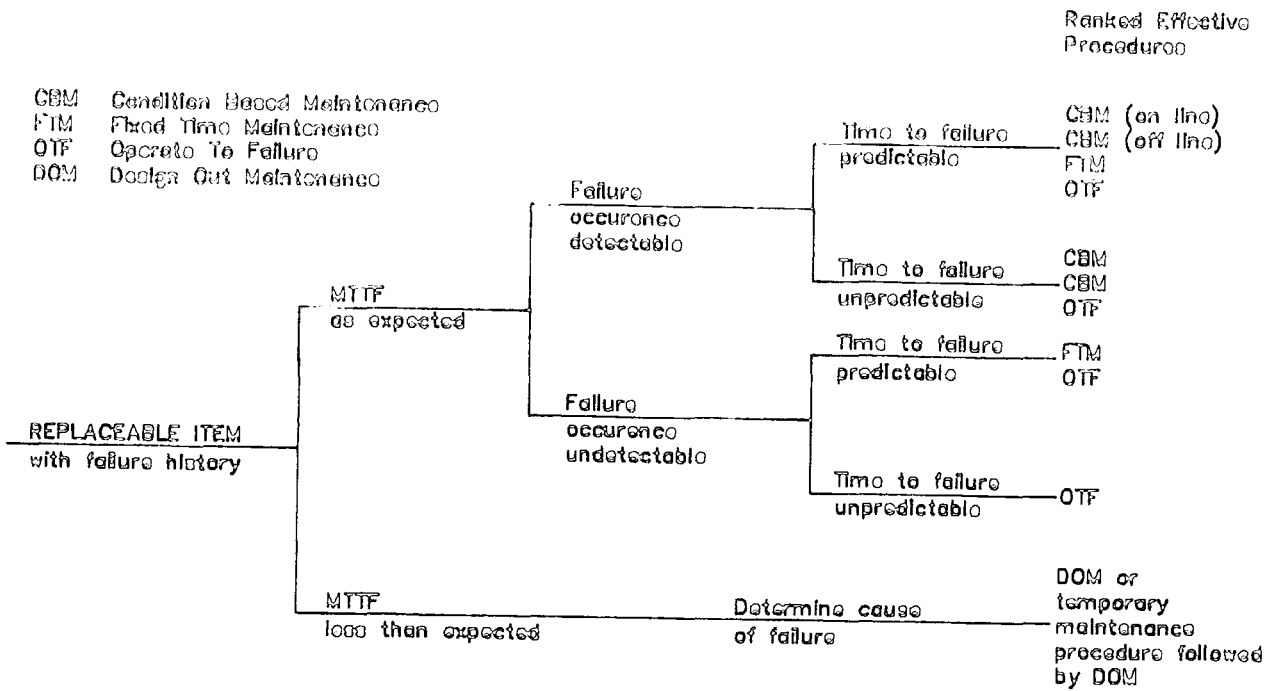 Ranked Effective
Procedures
CBM Condition Based Maintenance
FTM Fixed Time Maintenance
OTF Operate To Failure
DOM Design Out Maintenance
Time to failure
predictable
CBM (on line)
CBM (off line)
FTM
OTF
Failure
occurence
detectable
Time to failure
unpredictable
CBM
CBM
OTF
MTTF
as expected
Time to failure
predictable
FTM
OTF
Failure
occurence
undetectable
REPLACEABLE ITEM
with failure history
Time to failure
unpredictable
OTF
MTTF
less than expected
Determine cause
of failure
DOM or
temporary
maintenance
procedure followed
by DOM